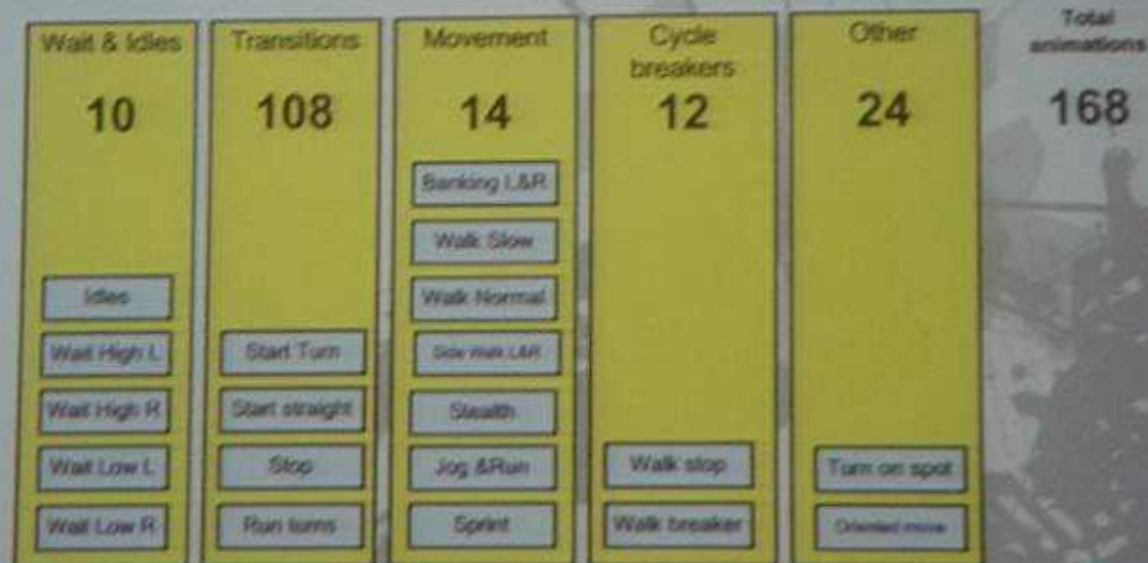 Wait & Idles
10
Idles
Wait High L
Wait High R
Wait Low L
Wait Low R
Transitions
108
Start Turn
Start straight
Stop
Run turns
Movement
14
Banking L&R
Walk Slow
Walk Normal
Side Walk L&R
Stealth
Jog &Run
Sprint
Cycle
breakers
12
Walk stop
Walk breaker
Other
24
Turn on spot
Oriented move
Total
animations
168